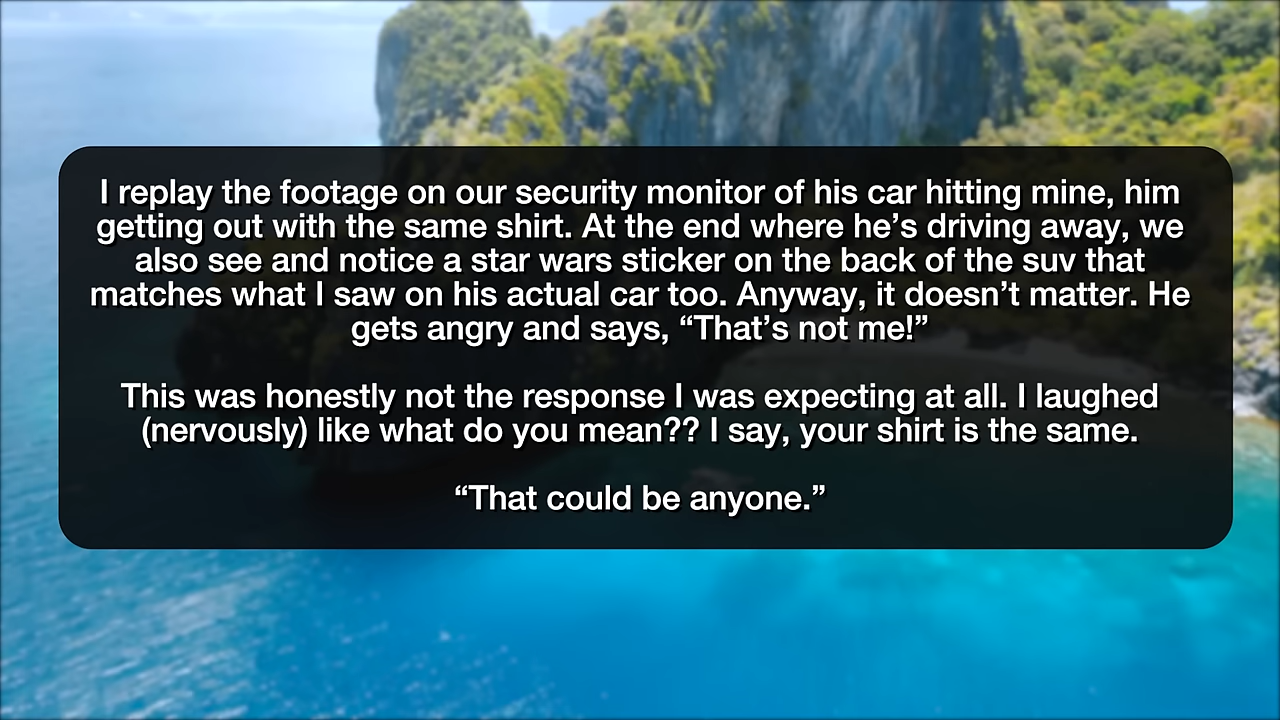 I replay the footage on our security monitor of his car hitting mine, him
getting out with the same shirt. At the end where he’s driving away, we
also see and notice a star wars sticker on the back of the suv that
matches what I saw on his actual car too. Anyway, it doesn’t matter. He
gets angry and says, “That’s not me!”
This was honestly not the response I was expecting at all. I laughed
(nervously) like what do you mean?? I say, your shirt is the same.
“That could be anyone.”